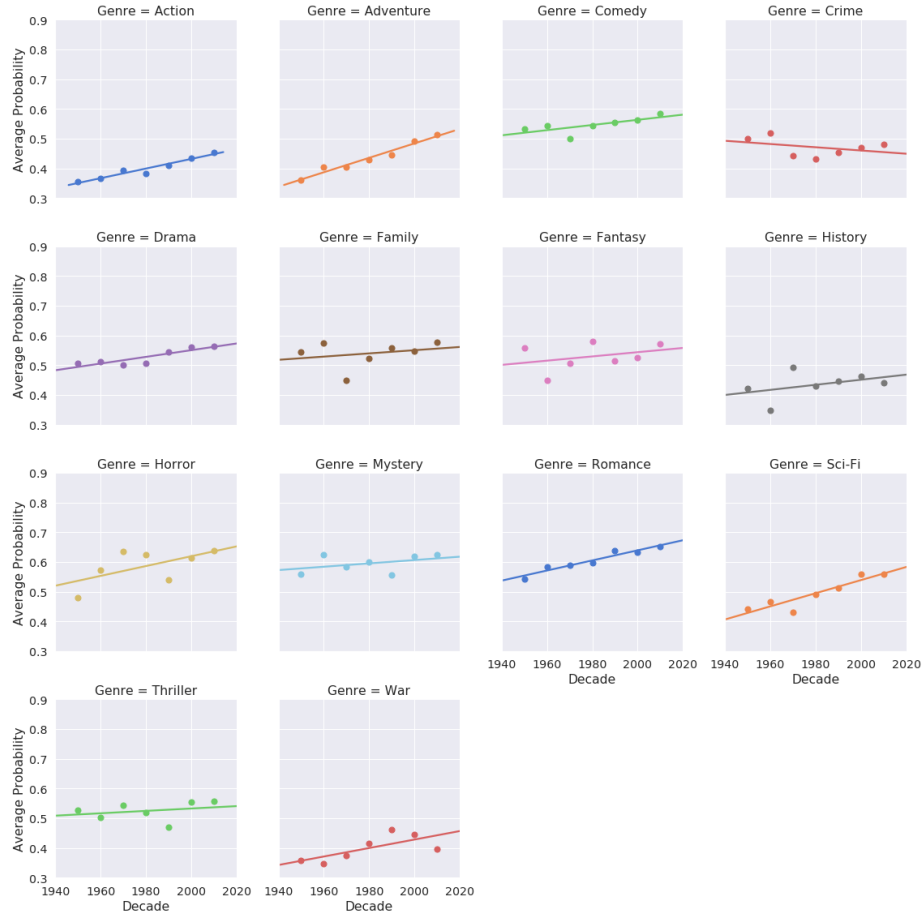 Genre = Action Genre = Adventure Genre = Comedy Genre = Crime
0.9
0.8
0.7
0.6
0.5
0.4
0.3
Average Probability
Genre = Drama Genre = Family Genre = Fantasy Genre = History
0.9
0.8
0.7
0.6
0.5
0.4
0.3
Average Probability
Genre = Horror Genre = Mystery Genre = Romance Genre = Sci-Fi
0.9
0.8
0.7
0.6
0.5
0.4
0.3
Average Probability
1940 1960 1980 2000 2020 1940 1960 1980 2000 2020
Decade Decade
Genre = Thriller Genre = War
0.9
0.8
0.7
0.6
0.5
0.4
0.3
Average Probability
1940 1960 1980 2000 2020 1940 1960 1980 2000 2020
Decade Decade